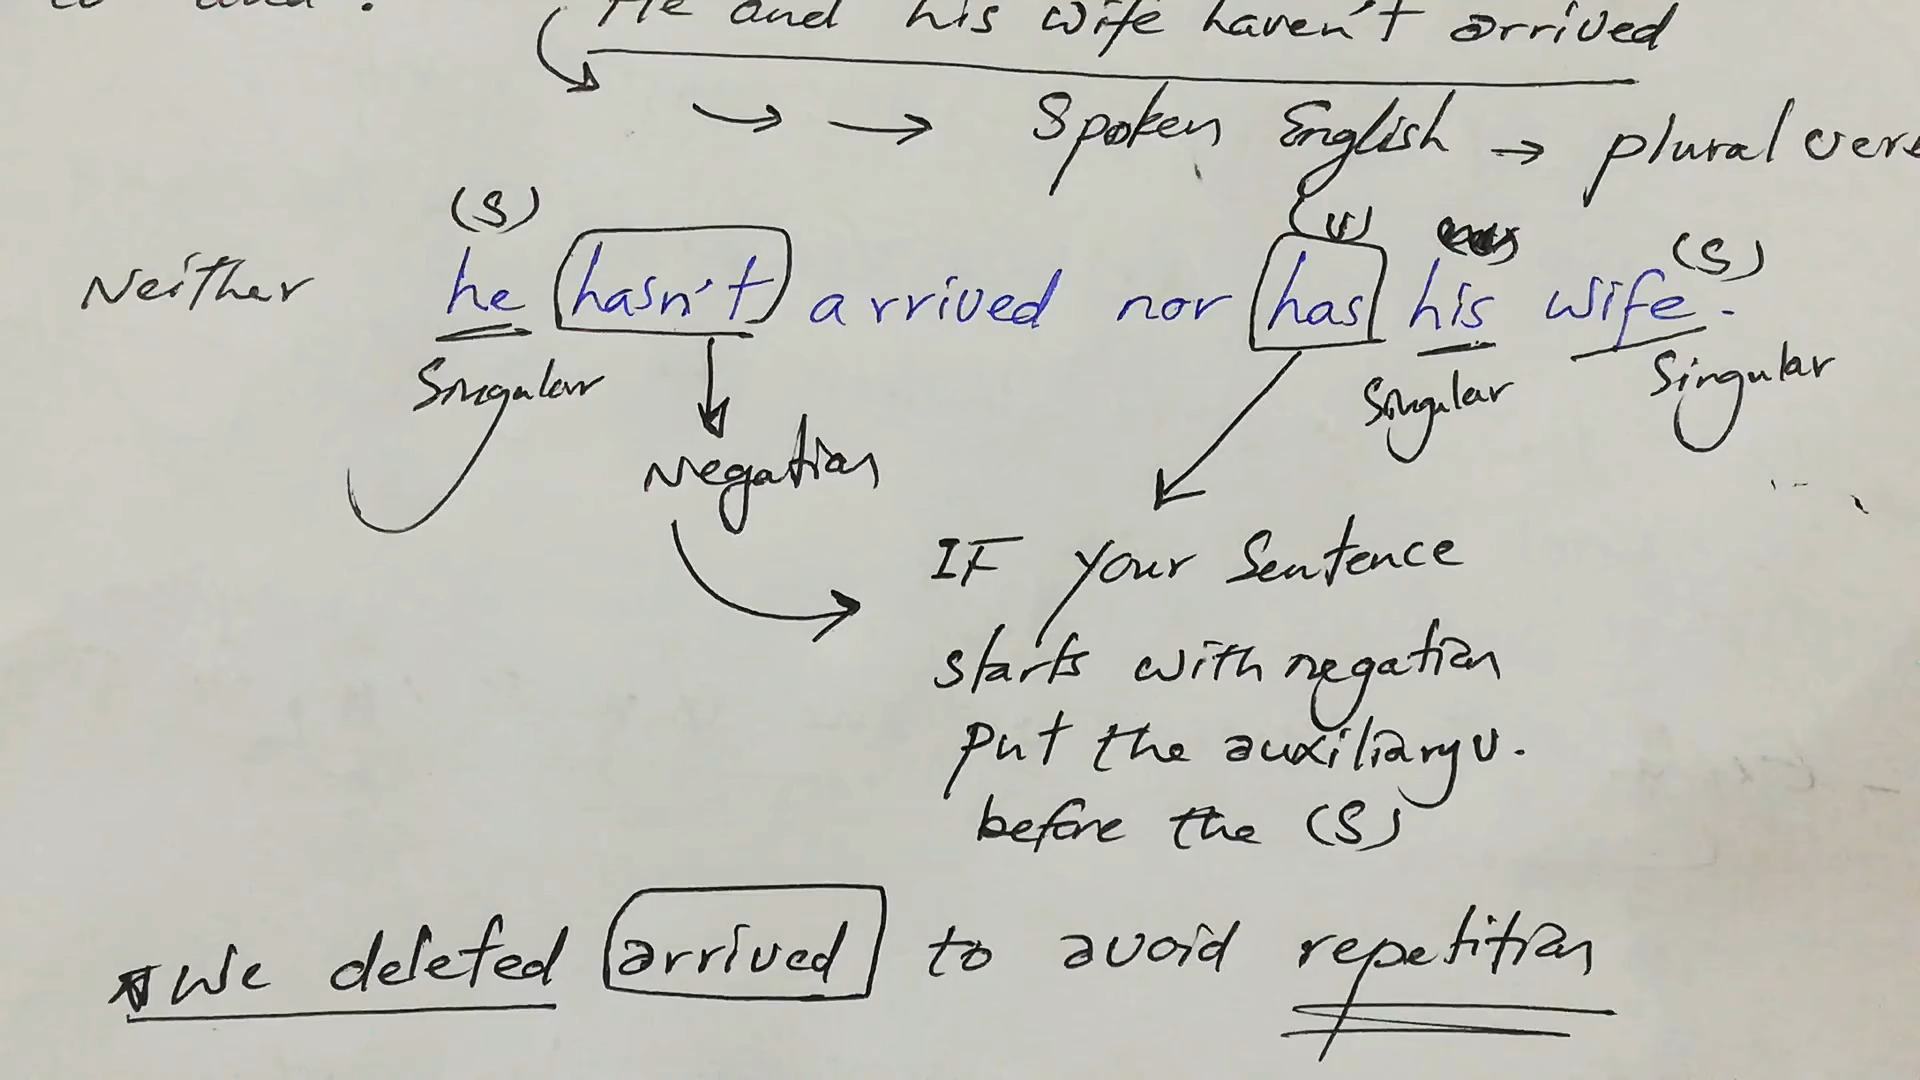 He and his wife haven't arrived
Spoken English → plural
(S) (v) (S)
Neither he hasn't arrived nor has his wife.
Singular Singular Singular
Negation
IF your Sentence
starts with negation
put the auxiliary v.
before the (S)
We deleted arrived to avoid repetition